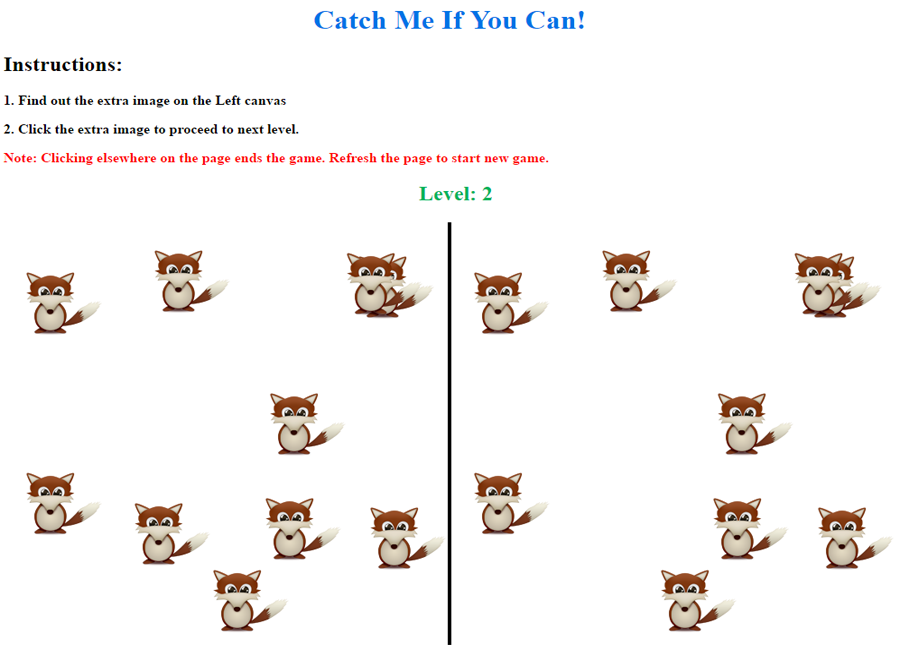 Catch Me If You Can!
Instructions:
1. Find out the extra image on the Left canvas
2. Click the extra image to proceed to next level.
Note: Clicking elsewhere on the page ends the game. Refresh the page to start new game.
Level: 2